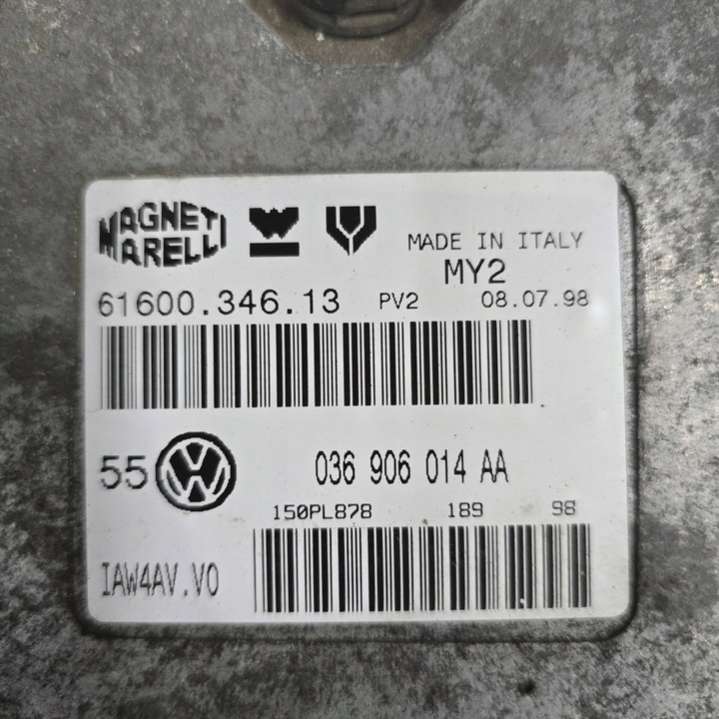 MAGNETI
MARELLI
MADE IN ITALY
MY2
61600.346.13 PV2 08.07.98
55 036 906 014 AA
150PL878 189 98
IAW4AV.V0